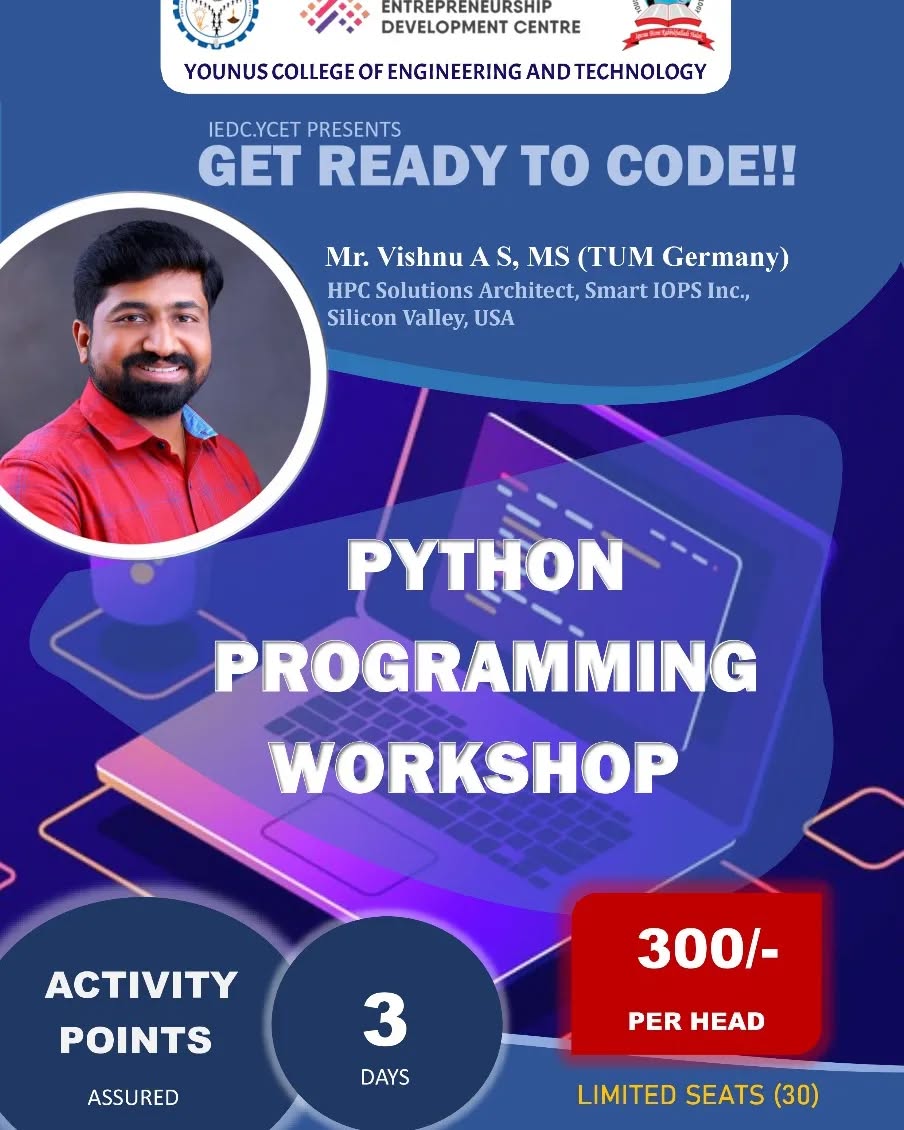 ENTREPRENEURSHIP
DEVELOPMENT CENTRE
YOUNUS COLLEGE OF ENGINEERING AND TECHNOLOGY
IEDC.YCET PRESENTS
GET READY TO CODE!!
Mr. Vishnu A S, MS (TUM Germany)
HPC Solutions Architect, Smart IOPS Inc.,
Silicon Valley, USA
PYTHON
PROGRAMMING
WORKSHOP
ACTIVITY
POINTS
ASSURED
3
DAYS
300/-
PER HEAD
LIMITED SEATS (30)